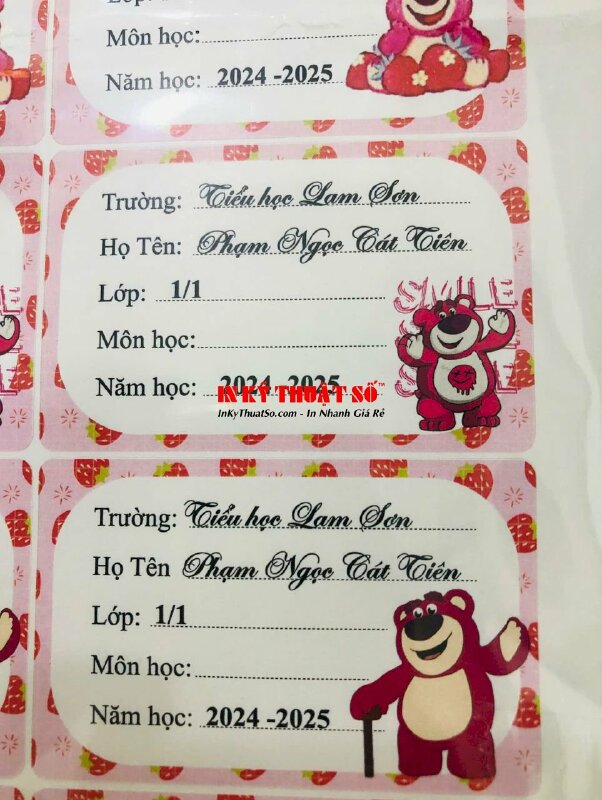 Lớp:
Môn học:
Năm học: 2024 -2025
Trường: Tiểu học Lam Sơn
Họ Tên: Phạm Ngọc Cát Tiên
Lớp: 1/1
SMILE
Môn học:
Năm học: 2024 -2025
IN KỸ THUẬT SỐ™
InKyThuatSo.com - In Nhanh Giá Rẻ
Trường: Tiểu học Lam Sơn
Họ Tên Phạm Ngọc Cát Tiên
Lớp: 1/1
Môn học:
Năm học: 2024 -2025